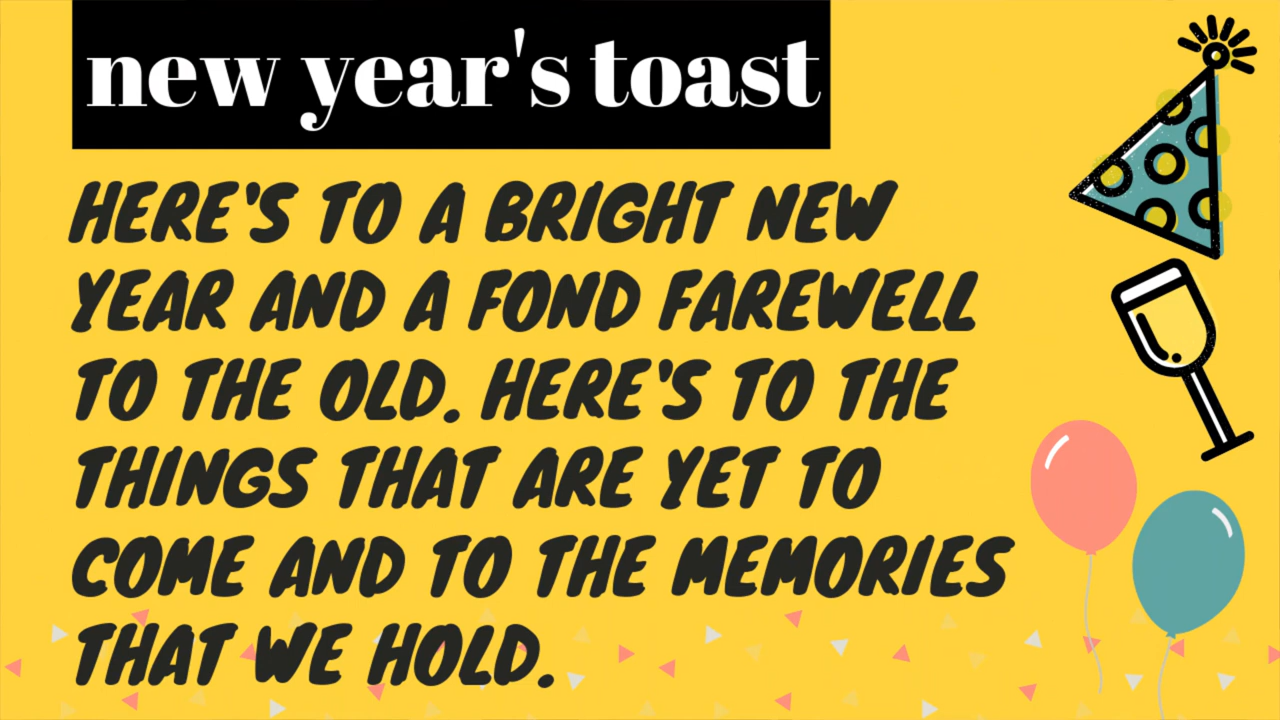 new year's toast
HERE'S TO A BRIGHT NEW
YEAR AND A FOND FAREWELL
TO THE OLD. HERE'S TO THE
THINGS THAT ARE YET TO
COME AND TO THE MEMORIES
THAT WE HOLD.